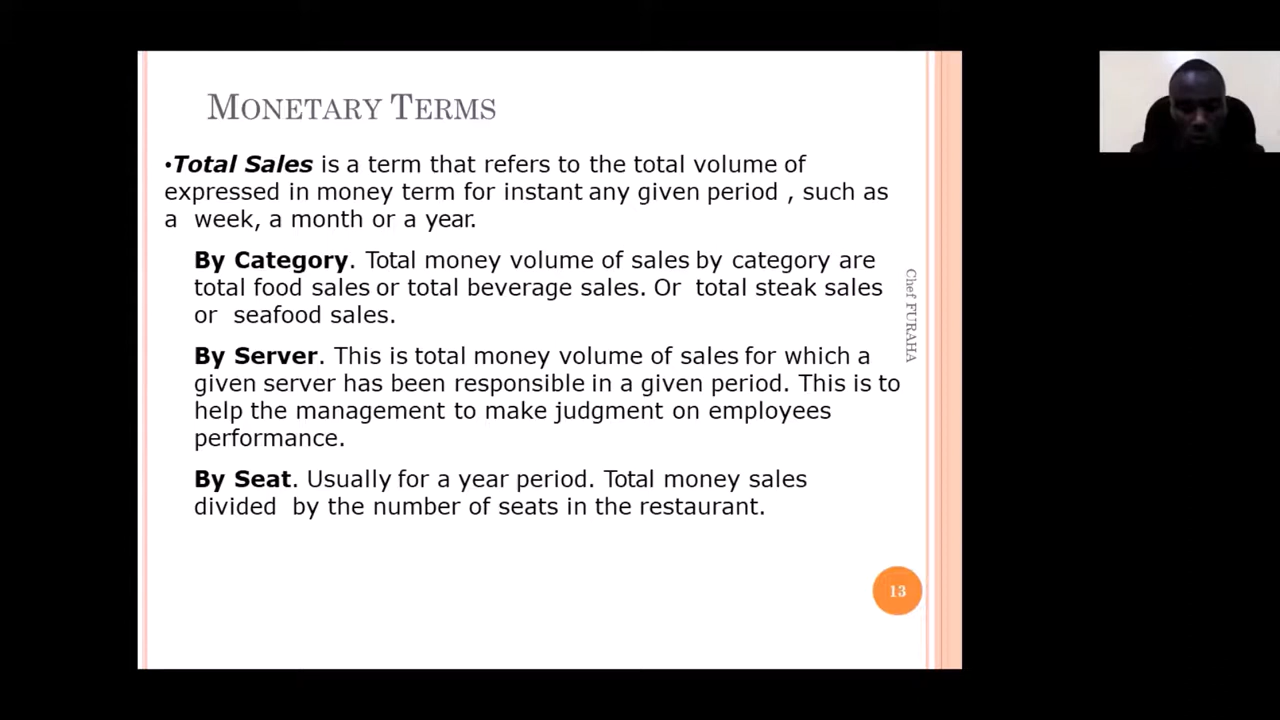 MONETARY TERMS
•Total Sales is a term that refers to the total volume of
expressed in money term for instant any given period , such as
a week, a month or a year.
By Category. Total money volume of sales by category are
total food sales or total beverage sales. Or total steak sales
or seafood sales.
By Server. This is total money volume of sales for which a
given server has been responsible in a given period. This is to
help the management to make judgment on employees
performance.
By Seat. Usually for a year period. Total money sales
divided by the number of seats in the restaurant.
Chef FURAHA
13